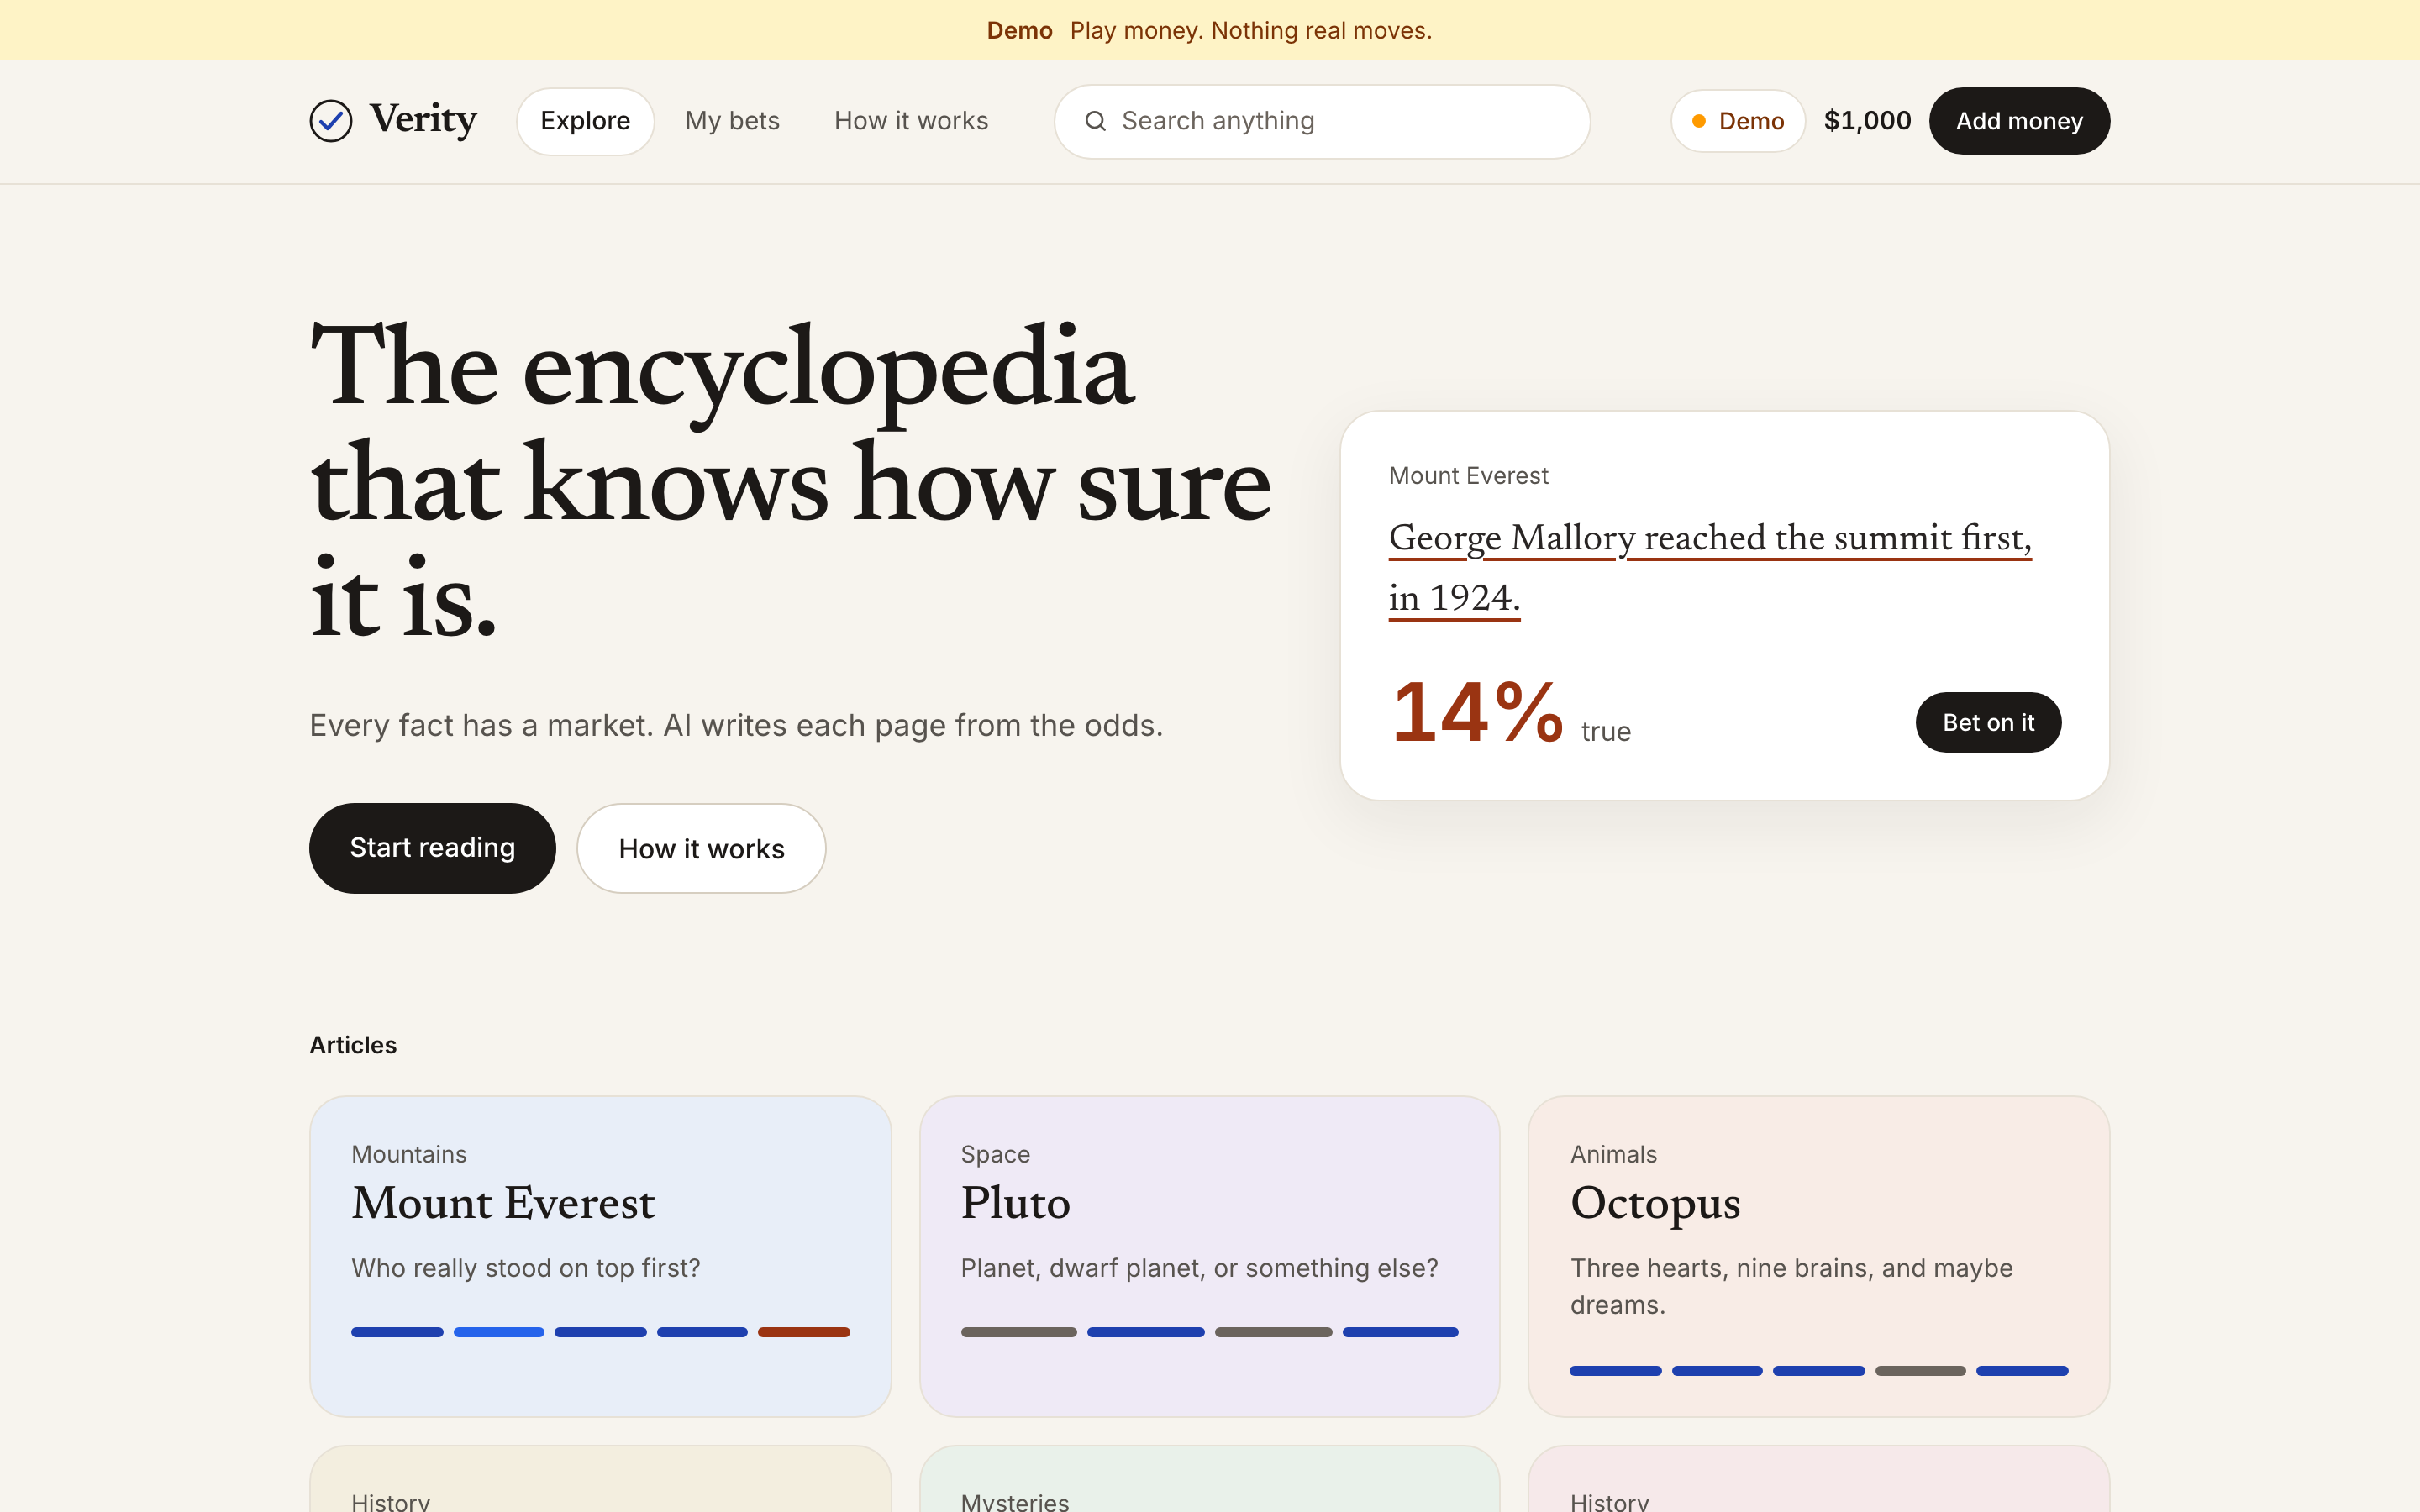 Demo Play money. Nothing real moves.
Verity
Explore
My bets
How it works
Search anything
Demo
$1,000
Add money
The encyclopedia
that knows how sure
it is.
Every fact has a market. AI writes each page from the odds.
Start reading
How it works
Mount Everest
George Mallory reached the summit first,
in 1924.
14% true
Bet on it
Articles
Mountains
Mount Everest
Who really stood on top first?
Space
Pluto
Planet, dwarf planet, or something else?
Animals
Octopus
Three hearts, nine brains, and maybe
dreams.
History
Mysteries
History